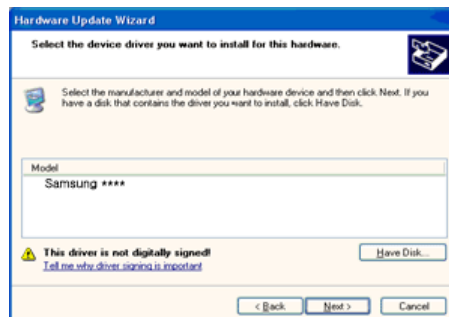 Hardware Update Wizard
Select the device driver you want to install for this hardware.
Select the manufacturer and model of your hardware device and then click Next. If you
have a disk that contains the driver you want to install, click Have Disk.
Model
Samsung ****
This driver is not digitally signed!
Have Disk...
Tell me why driver signing is important
< Back
Next >
Cancel